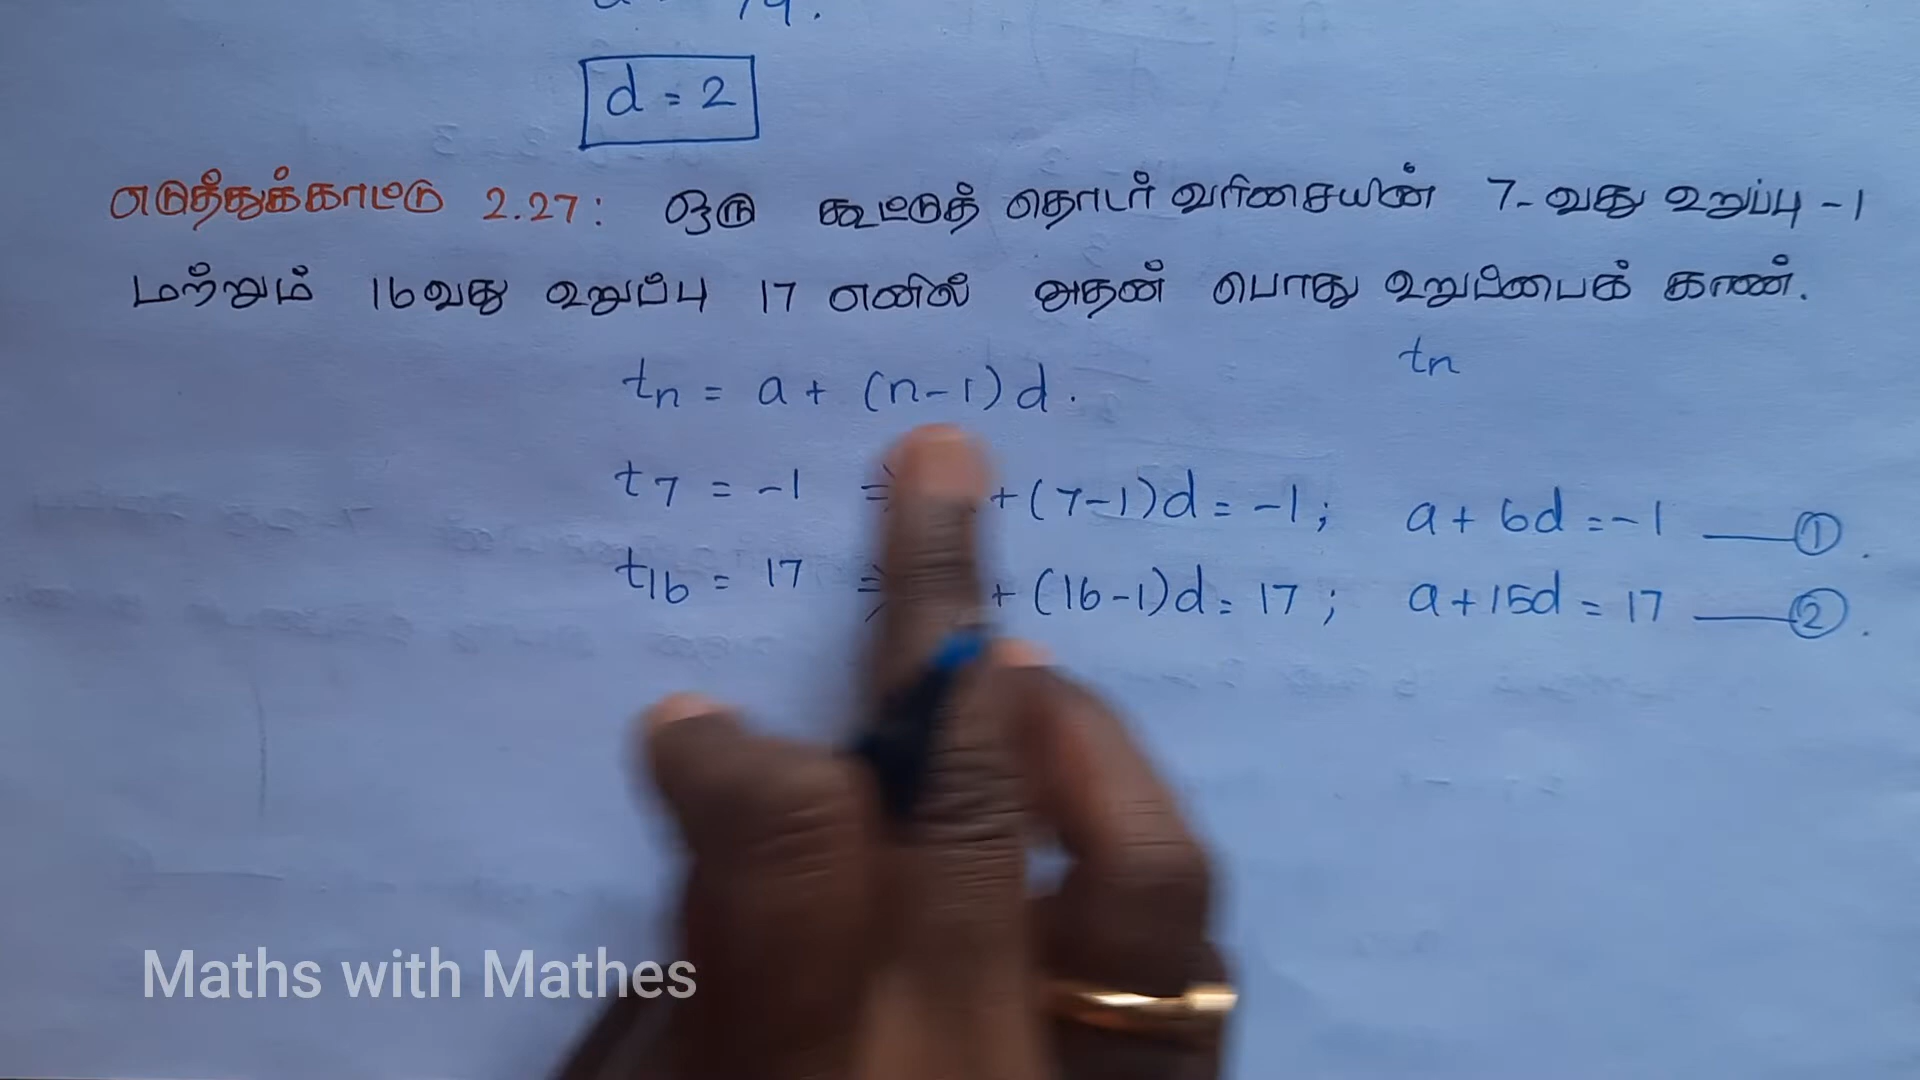 d = 2
எடுத்துக்காட்டு 2.27: ஒரு கூட்டுத் தொடர் வரிசையின் 7-வது உறுப்பு -1
மற்றும் 16வது உறுப்பு 17 எனில் அதன் பொது உறுப்பைக் காண்.
tn
tn = a + (n-1)d.
t7 = -1 ⇒ +(7-1)d = -1; a + 6d = -1 ——①.
t16 = 17 ⇒ + (16-1)d = 17; a+15d = 17 ——②.
Maths with Mathes